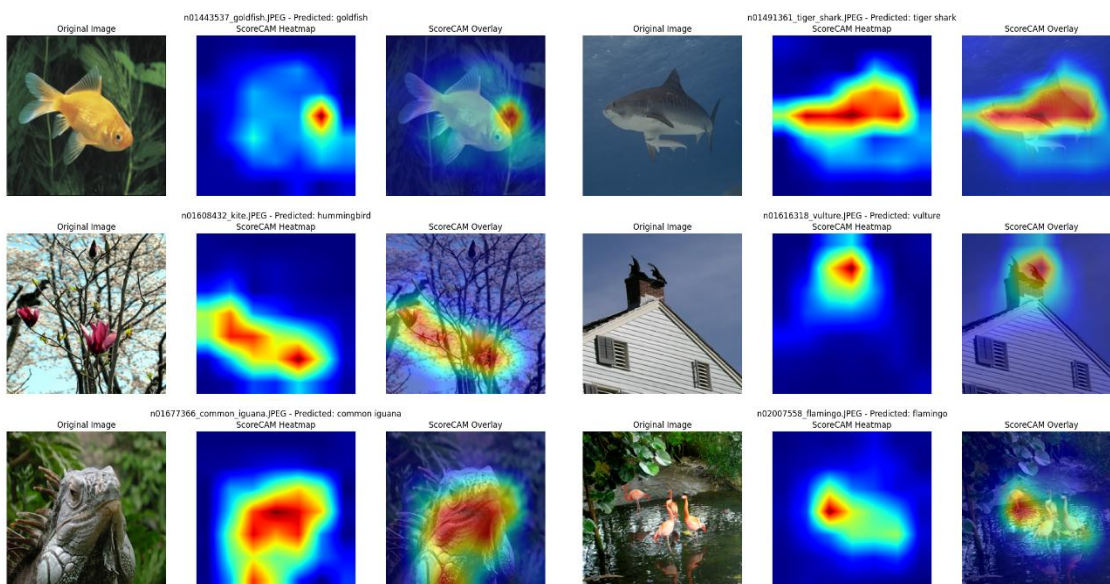 n01443537_goldfish.JPEG - Predicted: goldfish
Original Image
ScoreCAM Heatmap
ScoreCAM Overlay
n01491361_tiger_shark.JPEG - Predicted: tiger shark
Original Image
ScoreCAM Heatmap
ScoreCAM Overlay
n01608432_kite.JPEG - Predicted: hummingbird
Original Image
ScoreCAM Heatmap
ScoreCAM Overlay
n01616318_vulture.JPEG - Predicted: vulture
Original Image
ScoreCAM Heatmap
ScoreCAM Overlay
n01677366_common_iguana.JPEG - Predicted: common iguana
Original Image
ScoreCAM Heatmap
ScoreCAM Overlay
n02007558_flamingo.JPEG - Predicted: flamingo
Original Image
ScoreCAM Heatmap
ScoreCAM Overlay